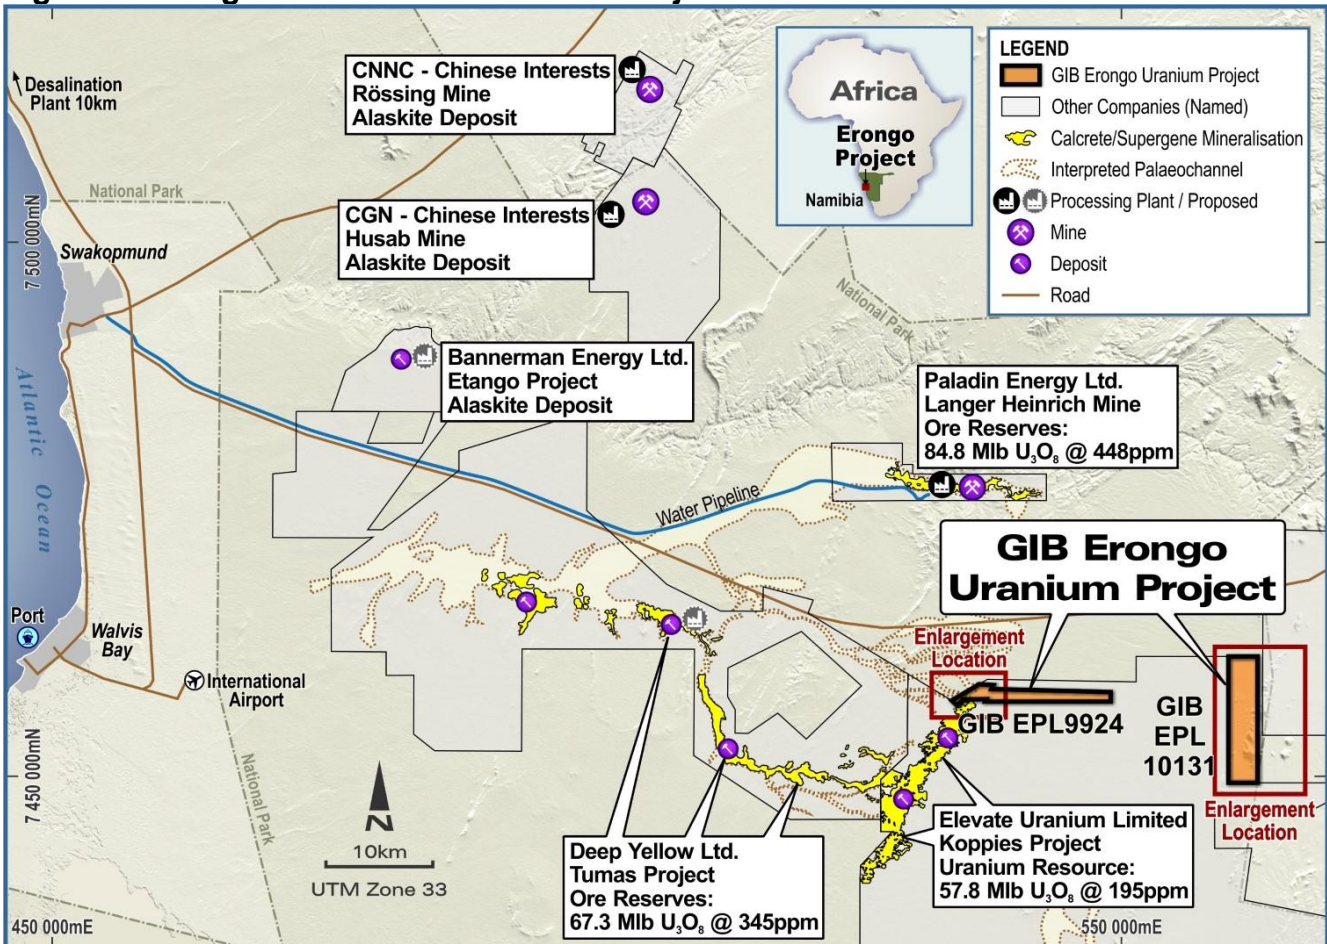 Desalination
Plant 10km
CNNC - Chinese Interests
Rössing Mine
Alaskite Deposit
Africa
Erongo
Project
Namibia
LEGEND
GIB Erongo Uranium Project
Other Companies (Named)
Calcrete/Supergene Mineralisation
Interpreted Palaeochannel
Processing Plant / Proposed
Mine
Deposit
Road
National Park
CGN - Chinese Interests
Husab Mine
Alaskite Deposit
Swakopmund
7 500 000mN
National Park
Bannerman Energy Ltd.
Etango Project
Alaskite Deposit
Paladin Energy Ltd.
Langer Heinrich Mine
Ore Reserves:
84.8 Mlb U₃O₈ @ 448ppm
Atlantic Ocean
Water Pipeline
GIB Erongo
Uranium Project
Port
Walvis
Bay
International
Airport
Enlargement
Location
GIB EPL9924
GIB
EPL
10131
Enlargement
Location
7 450 000mN
National Park
N
10km
UTM Zone 33
Deep Yellow Ltd.
Tumas Project
Ore Reserves:
67.3 Mlb U₃O₈ @ 345ppm
Elevate Uranium Limited
Koppies Project
Uranium Resource:
57.8 Mlb U₃O₈ @ 195ppm
450 000mE
550 000mE